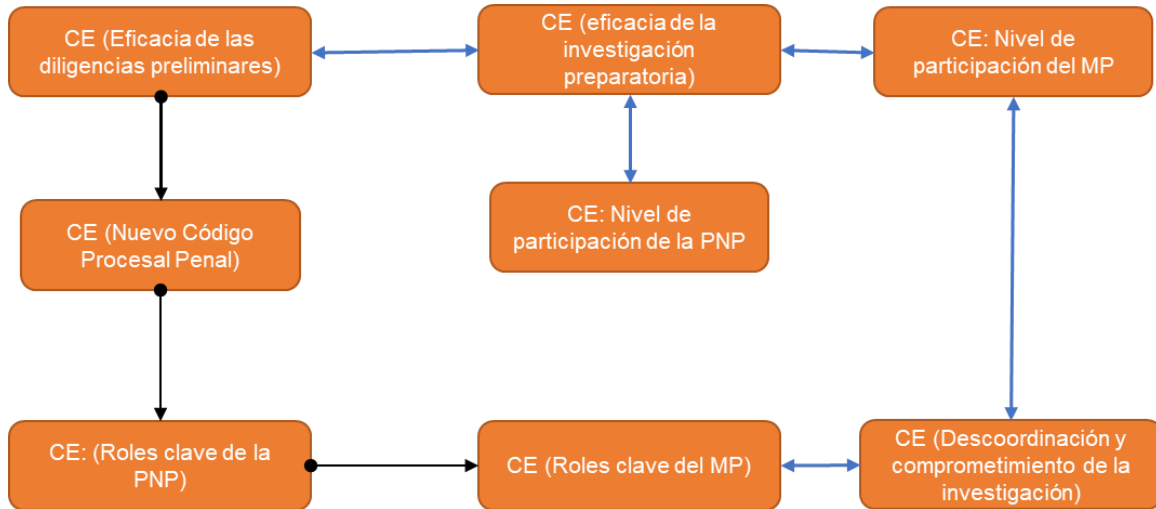 CE (Eficacia de las
diligencias preliminares)
CE (eficacia de la
investigación
preparatoria)
CE: Nivel de
participación del MP
CE (Nuevo Código
Procesal Penal)
CE: Nivel de
participación de la PNP
CE: (Roles clave de la
PNP)
CE (Roles clave del MP)
CE (Descoordinación y
comprometimiento de la
investigación)